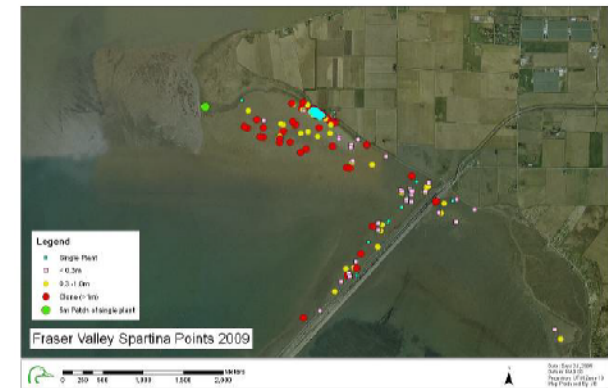 Legend
Single Plant
< 0.3m
0.3 -1.0m
Clone (>1m)
5m Patch of single plant
Fraser Valley Spartina Points 2009
Meters
0 250 500 1,000 1,500 2,000